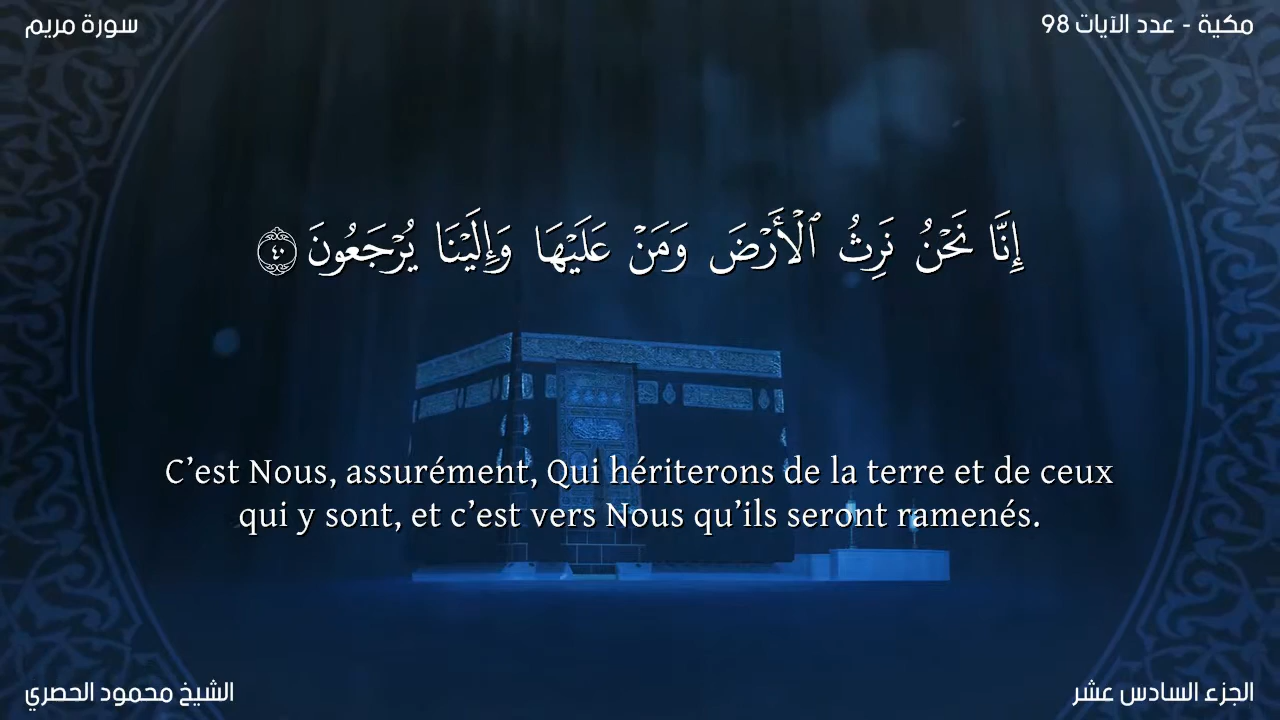 سورة مريم
مكية - عدد الآيات 98
إِنَّا نَحْنُ نَرِثُ ٱلْأَرْضَ وَمَنْ عَلَيْهَا وَإِلَيْنَا يُرْجَعُونَ ٤٠
C’est Nous, assurément, Qui hériterons de la terre et de ceux
qui y sont, et c’est vers Nous qu’ils seront ramenés.
الشيخ محمود الحصري
الجزء السادس عشر